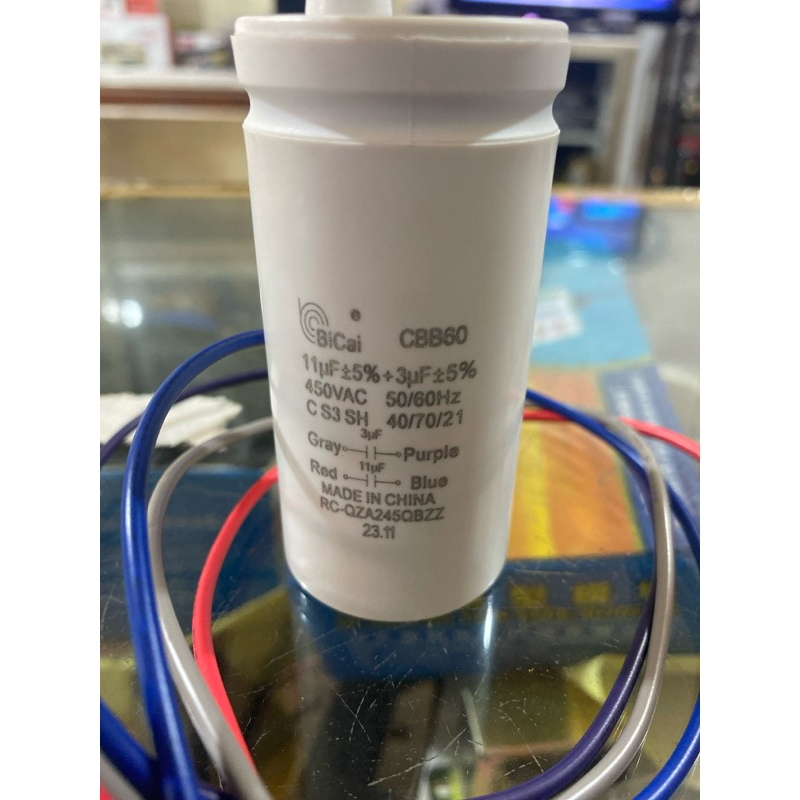 BiCai CBB60
11µF±5%+3µF±5%
450VAC 50/60Hz
C S3 SH 40/70/21
3µF
Gray Purple
11µF
Red Blue
MADE IN CHINA
RC-QZA245QBZZ
23.11